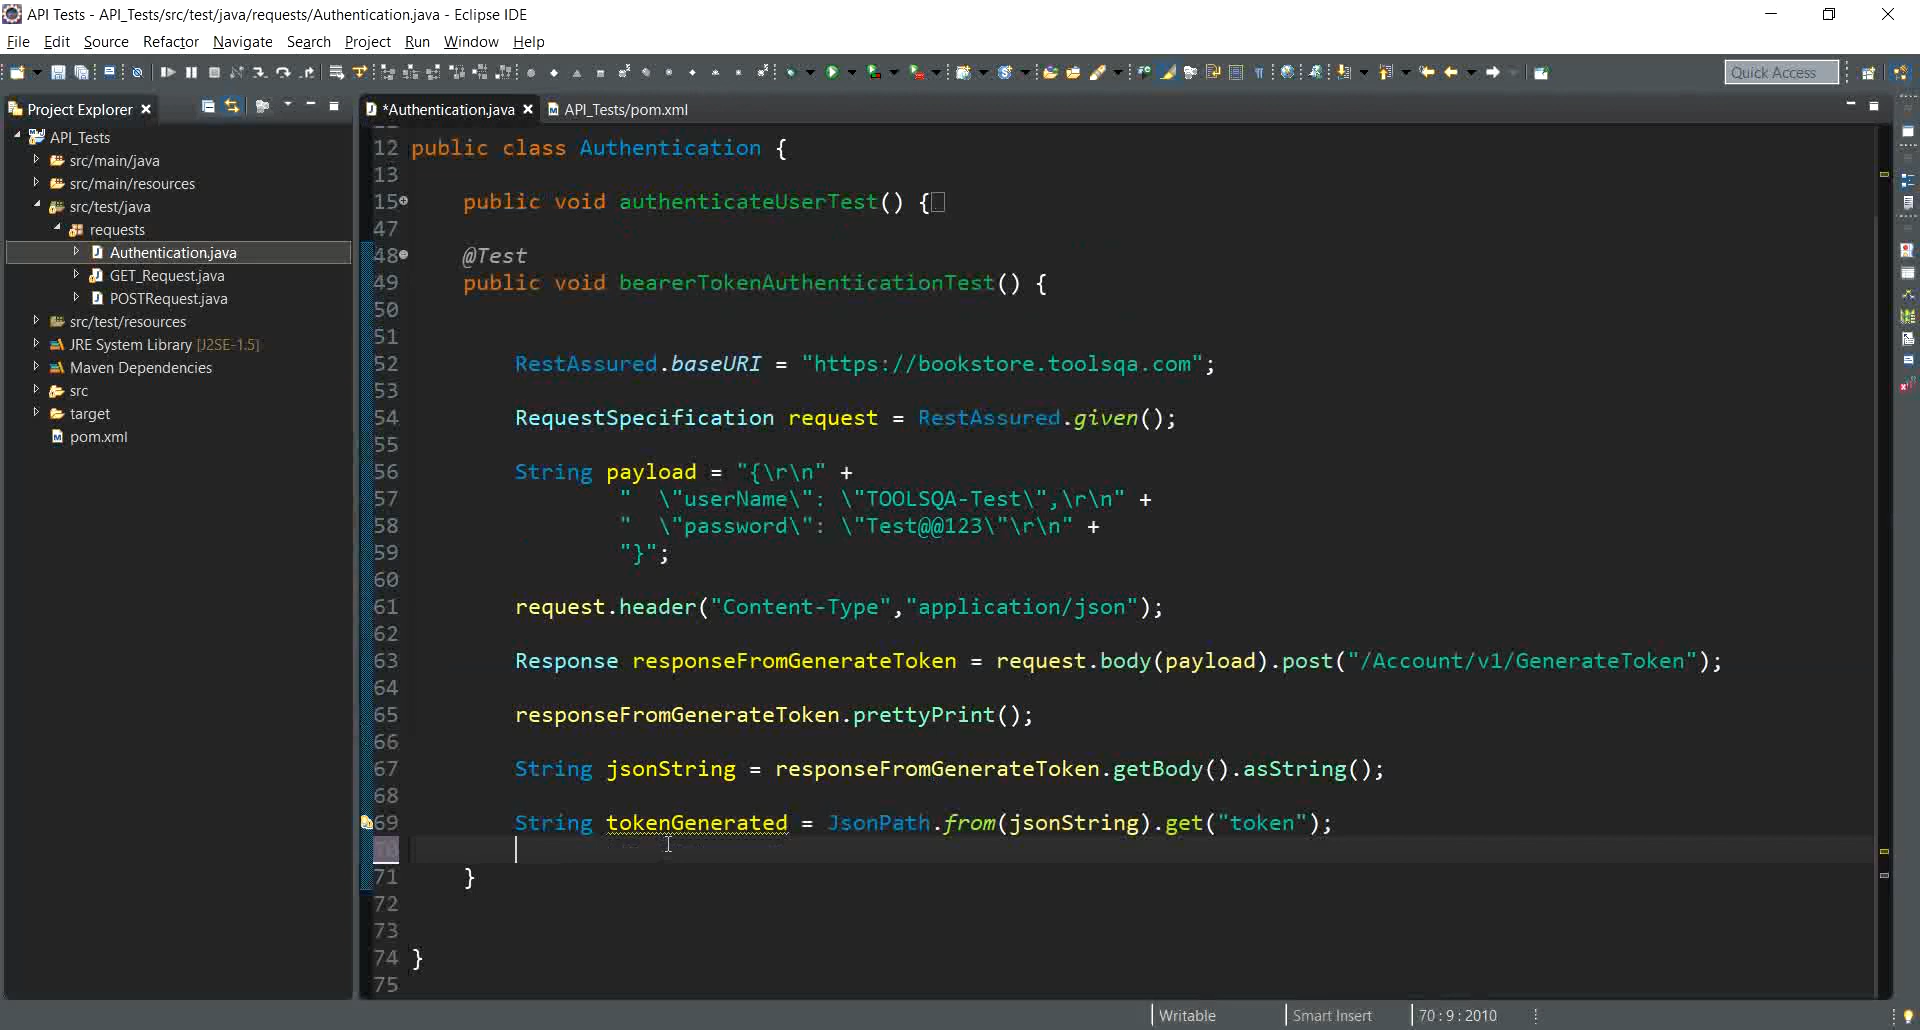 API Tests - API_Tests/src/test/java/requests/Authentication.java - Eclipse IDE
File Edit Source Refactor Navigate Search Project Run Window Help
Quick Access
Project Explorer
*Authentication.java
API_Tests/pom.xml
API_Tests
src/main/java
src/main/resources
src/test/java
requests
Authentication.java
GET_Request.java
POSTRequest.java
src/test/resources
JRE System Library [J2SE-1.5]
Maven Dependencies
src
target
pom.xml
12 public class Authentication {
13
15 public void authenticateUserTest() {
47
48 @Test
49 public void bearerTokenAuthenticationTest() {
50
51
52 RestAssured.baseURI = "https://bookstore.toolsqa.com";
53
54 RequestSpecification request = RestAssured.given();
55
56 String payload = "{\r\n" +
57 " \"userName\": \"TOOLSQA-Test\",\r\n" +
58 " \"password\": \"Test@@123\"\r\n" +
59 "}";
60
61 request.header("Content-Type","application/json");
62
63 Response responseFromGenerateToken = request.body(payload).post("/Account/v1/GenerateToken");
64
65 responseFromGenerateToken.prettyPrint();
66
67 String jsonString = responseFromGenerateToken.getBody().asString();
68
69 String tokenGenerated = JsonPath.from(jsonString).get("token");
70
71 }
72
73
74 }
75
Writable
Smart Insert
70 : 9 : 2010